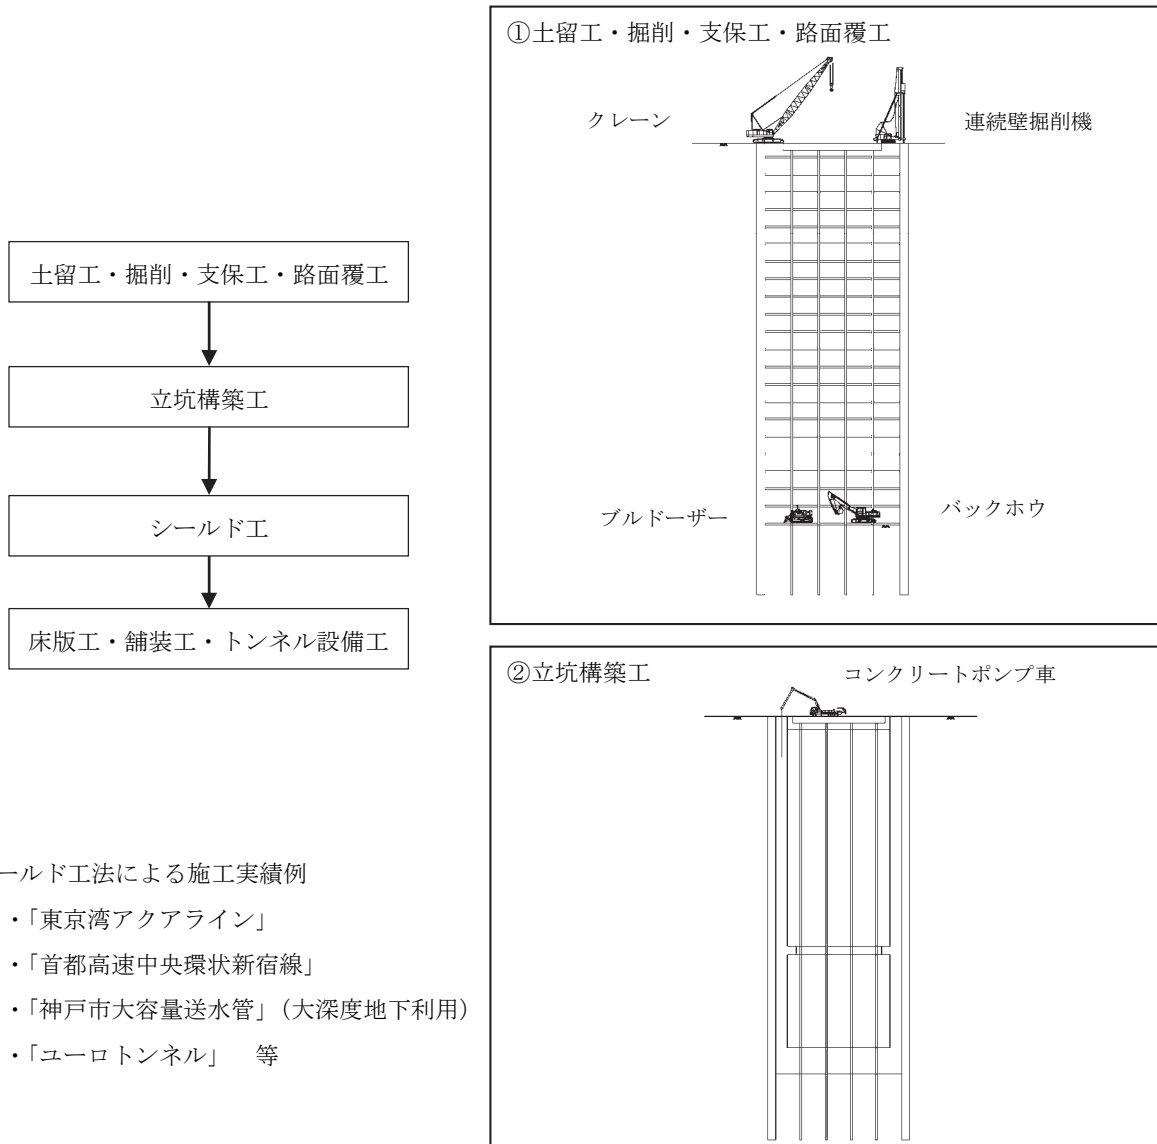 土留工・掘削・支保工・路面覆工
立坑構築工
シールド工
床版工・舗装工・トンネル設備工
ールド工法による施工実績例
・「東京湾アクアライン」
・「首都高速中央環状新宿線」
・「神戸市大容量送水管」（大深度地下利用）
・「ユーロトンネル」　等
①土留工・掘削・支保工・路面覆工
クレーン
連続壁掘削機
ブルドーザー
バックホウ
②立坑構築工
コンクリートポンプ車